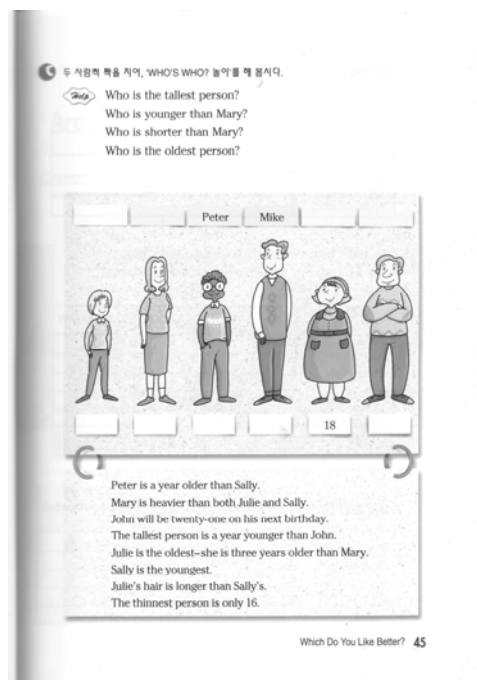 두 사람씩 짝을 지어, 'WHO'S WHO? 놀이'를 해 봅시다.
Help
Who is the tallest person?
Who is younger than Mary?
Who is shorter than Mary?
Who is the oldest person?
Peter Mike
18
Peter is a year older than Sally.
Mary is heavier than both Julie and Sally.
John will be twenty-one on his next birthday.
The tallest person is a year younger than John.
Julie is the oldest–she is three years older than Mary.
Sally is the youngest.
Julie's hair is longer than Sally's.
The thinnest person is only 16.
Which Do You Like Better? 45